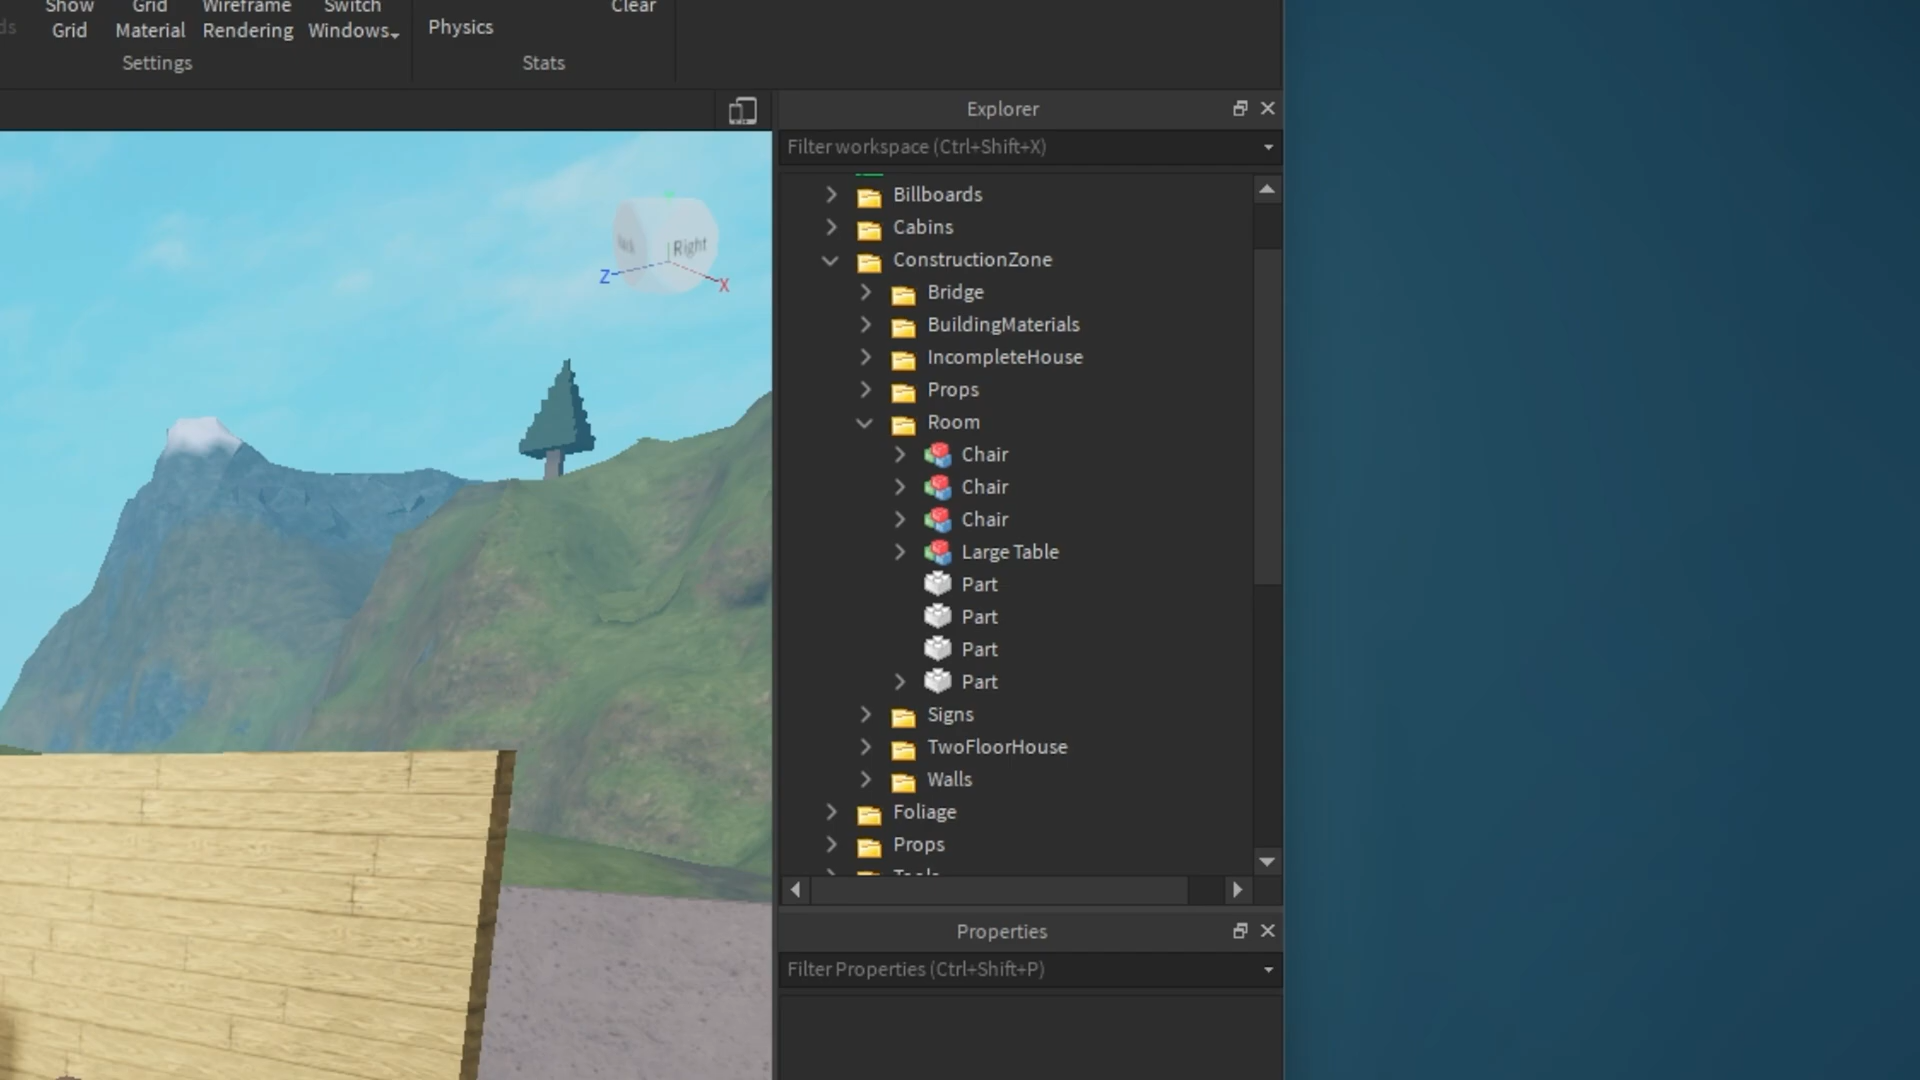 Show Grid Wireframe Switch Clear
Grid Material Rendering Windows Physics
Settings Stats
Explorer
Filter workspace (Ctrl+Shift+X)
Billboards
Cabins
ConstructionZone
Bridge
BuildingMaterials
IncompleteHouse
Props
Room
Chair
Chair
Chair
Large Table
Part
Part
Part
Part
Signs
TwoFloorHouse
Walls
Foliage
Props
Right
Z
X
Properties
Filter Properties (Ctrl+Shift+P)